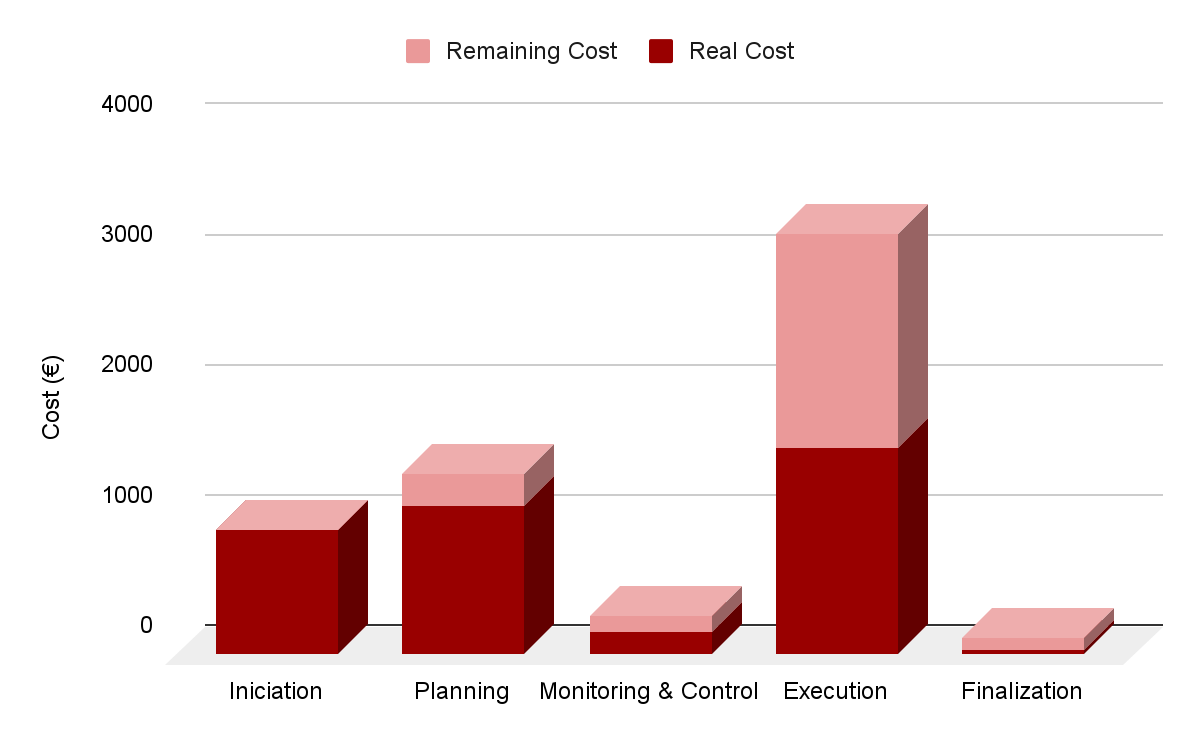 Remaining Cost
Real Cost
4000
3000
2000
1000
0
Cost (€)
Iniciation
Planning
Monitoring & Control
Execution
Finalization